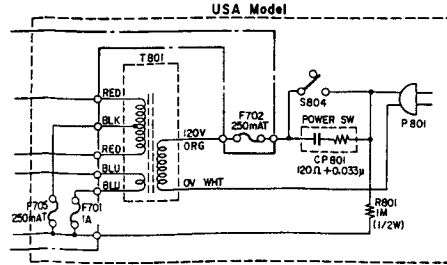 USA Model
T801
RED
BLK
RED
BLU
BLU
120V
ORG
0V WHT
F702
250mAT
S804
POWER SW
CP801
120Ω+0.033μ
P801
R801
1M
(1/2W)
F705
250mAT
F701
1A